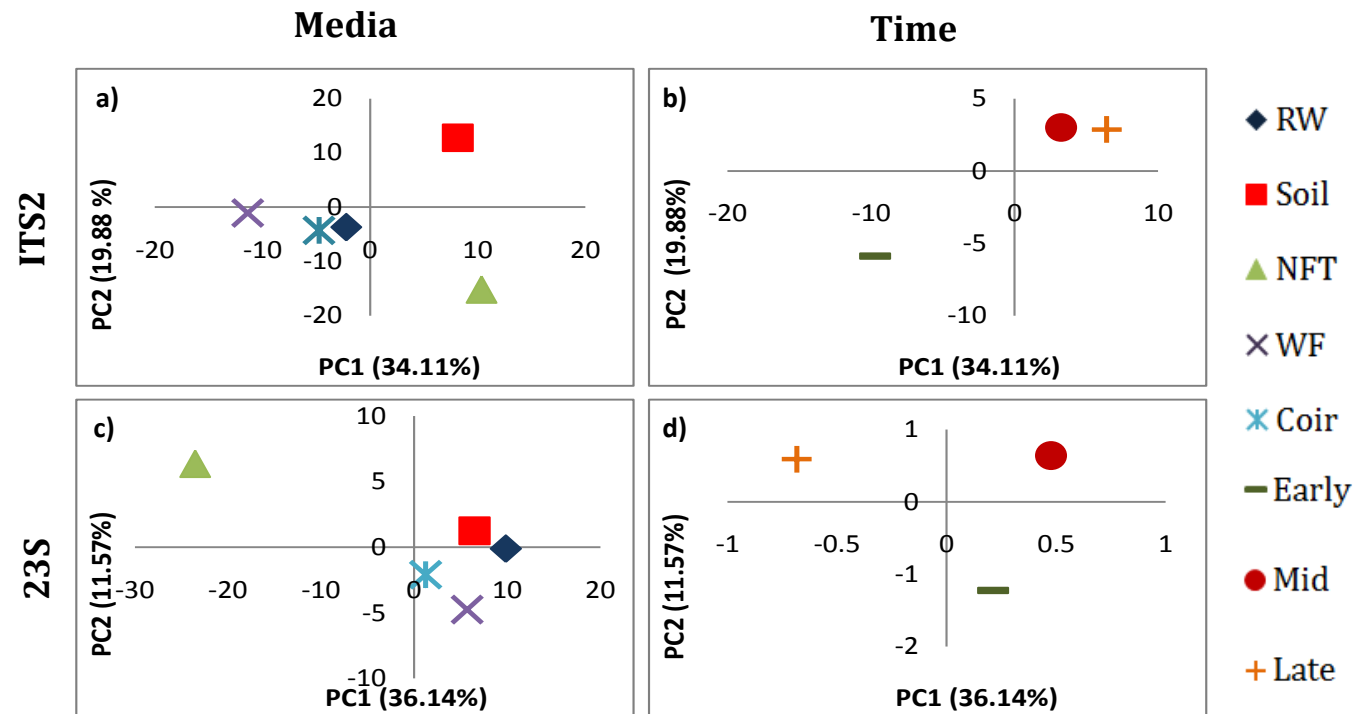 Media
Time
ITS2
23S
a)
20
10
0
-10
-20
-20
-10
0
10
20
PC2 (19.88 %)
PC1 (34.11%)
b)
5
0
-5
-10
-20
-10
0
10
PC2 (19.88%)
PC1 (34.11%)
c)
10
5
0
-5
-10
-30
-20
-10
0
10
20
PC2 (11.57%)
PC1 (36.14%)
d)
1
0
-1
-2
-1
-0.5
0
0.5
1
PC2 (11.57%)
PC1 (36.14%)
RW
Soil
NFT
WF
Coir
Early
Mid
Late